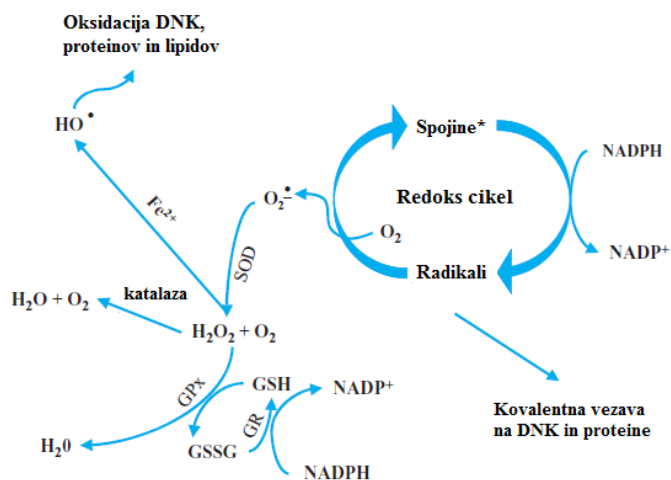 Oksidacija DNK,
proteinov in lipidov
HO•
Spojine*
NADPH
Fe²⁺
O₂•̲
Redoks cikel
O₂
SOD
Radikali
NADP⁺
katalaza
H₂O + O₂
H₂O₂ + O₂
GPx
GSH
NADP⁺
GR
H₂0
GSSG
NADPH
Kovalentna vezava
na DNK in proteine